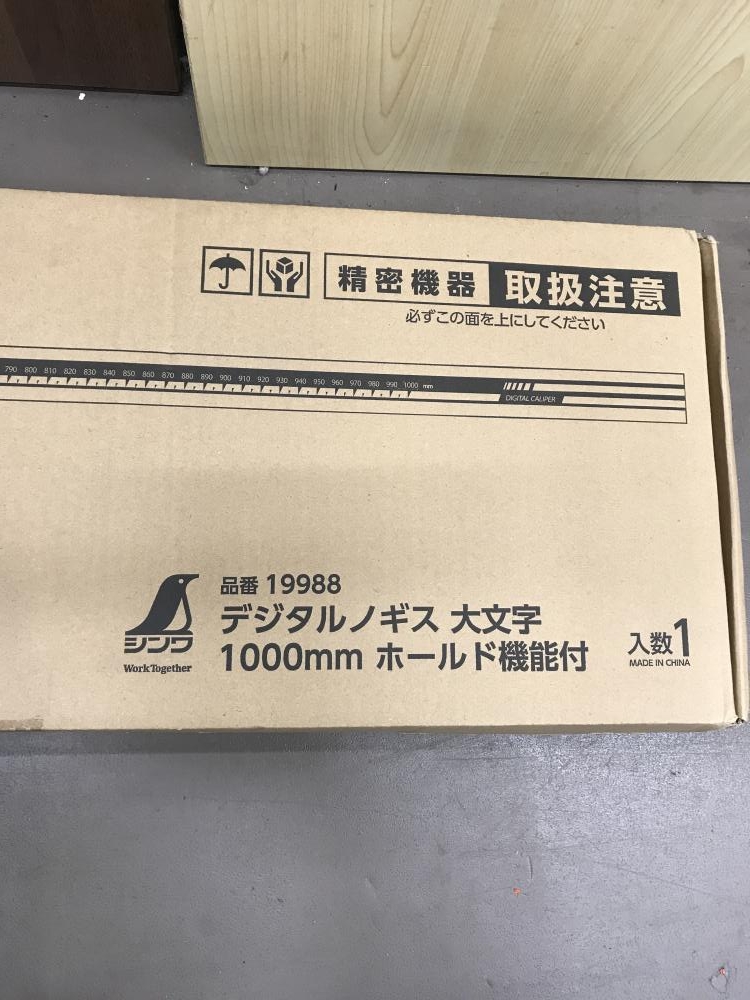 精密機器 取扱注意
必ずこの面を上にしてください
790 800 810 820 830 840 850 860 870 880 890 900 910 920 930 940 950 960 970 980 990 1000 mm
DIGITAL CALIPER
品番 19988
デジタルノギス 大文字
1000mm ホールド機能付
シンワ
Work Together
入数1
MADE IN CHINA